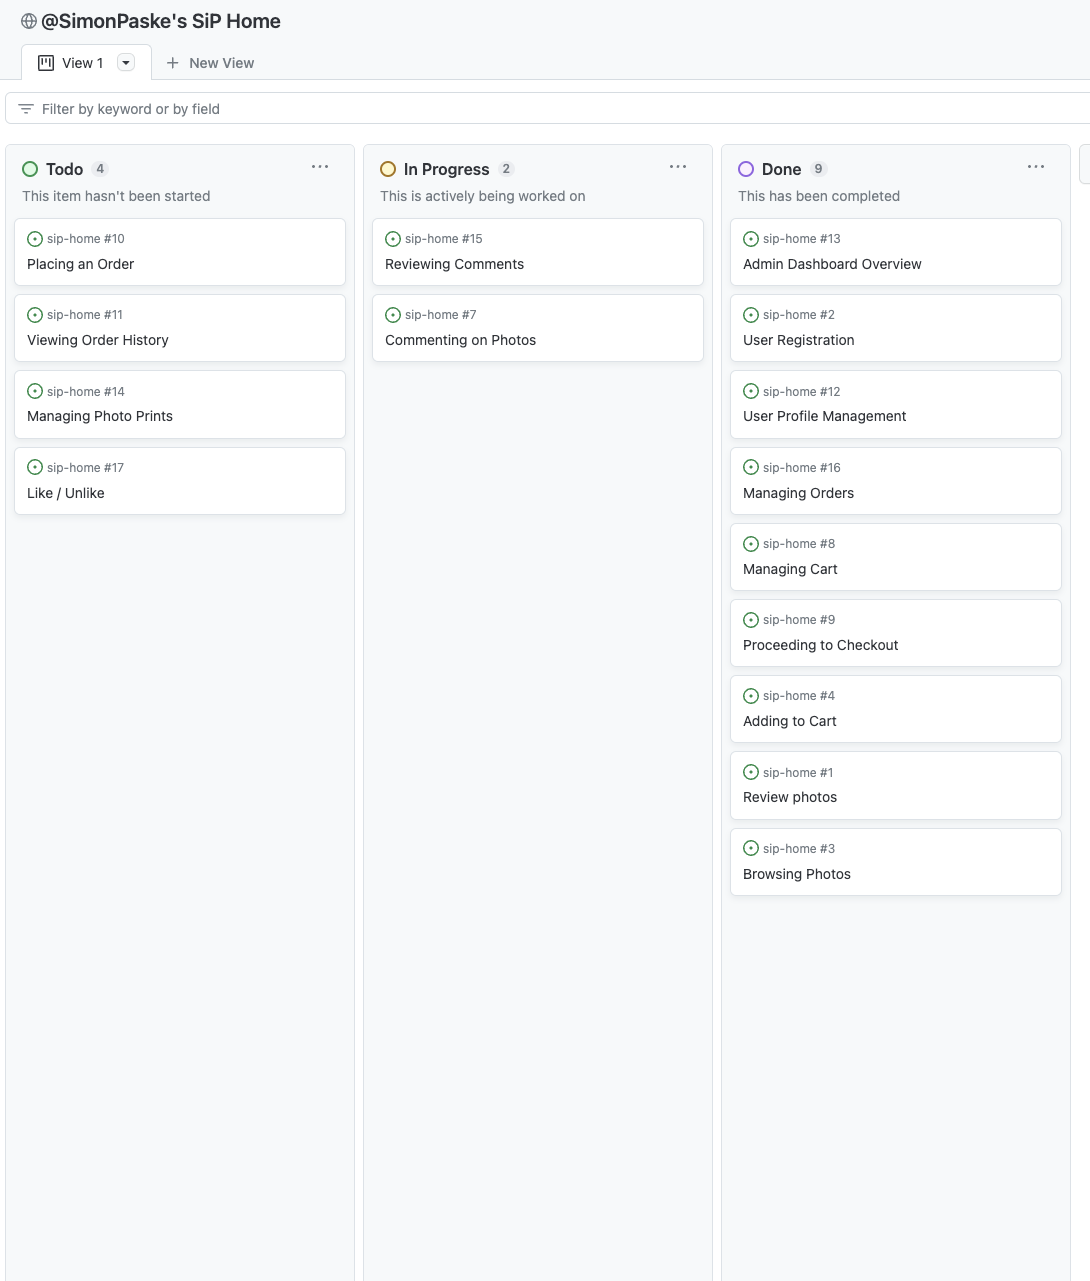 @SimonPaske's SiP Home
View 1
New View
Filter by keyword or by field
Todo 4
This item hasn't been started
sip-home #10
Placing an Order
sip-home #11
Viewing Order History
sip-home #14
Managing Photo Prints
sip-home #17
Like / Unlike
In Progress 2
This is actively being worked on
sip-home #15
Reviewing Comments
sip-home #7
Commenting on Photos
Done 9
This has been completed
sip-home #13
Admin Dashboard Overview
sip-home #2
User Registration
sip-home #12
User Profile Management
sip-home #16
Managing Orders
sip-home #8
Managing Cart
sip-home #9
Proceeding to Checkout
sip-home #4
Adding to Cart
sip-home #1
Review photos
sip-home #3
Browsing Photos